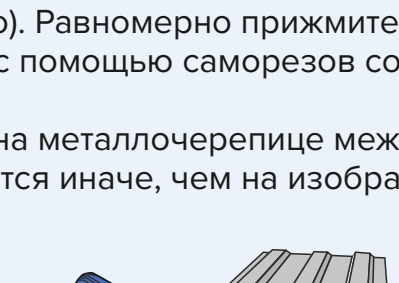 о). Равномерно прижмите
с помощью саморезов со
на металлочерепице меж
тся иначе, чем на изобра